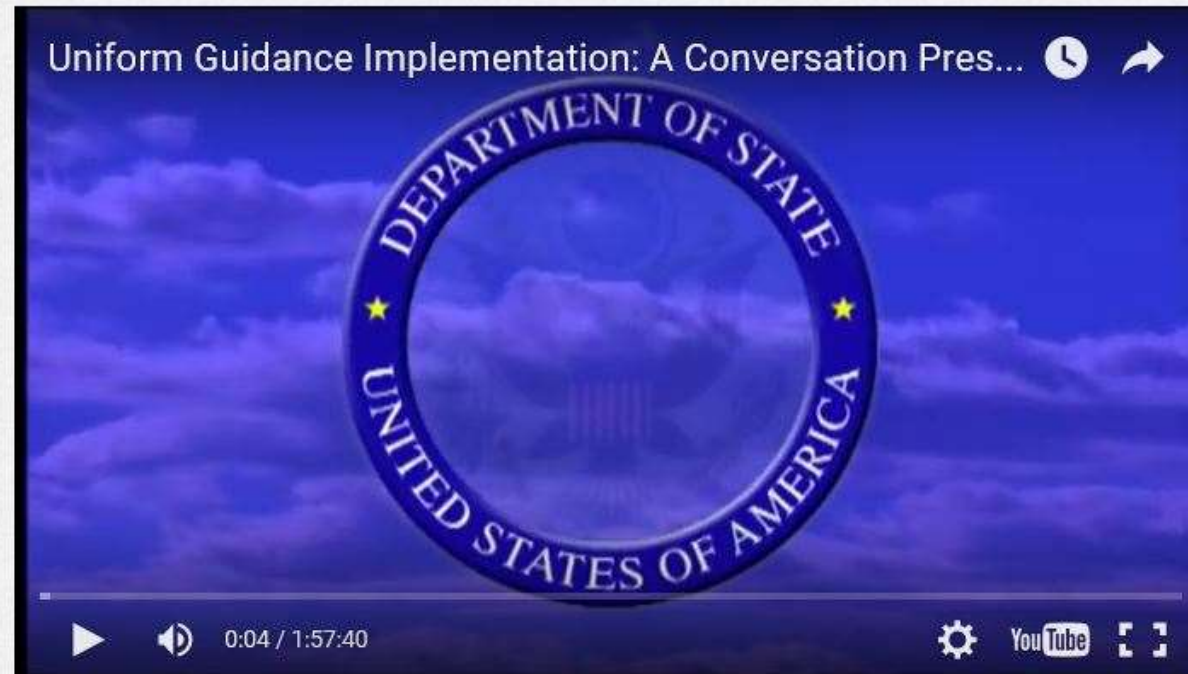 Uniform Guidance Implementation: A Conversation Pres...
DEPARTMENT OF STATE
UNITED STATES OF AMERICA
0:04 / 1:57:40
YouTube